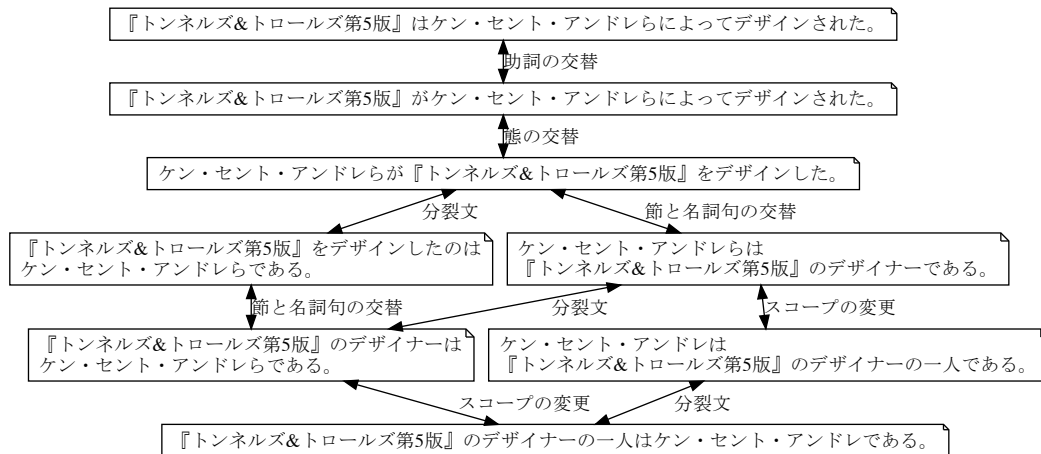 『トンネルズ&トロールズ第5版』はケン・セント・アンドレらによってデザインされた。
助詞の交替
『トンネルズ&トロールズ第5版』がケン・セント・アンドレらによってデザインされた。
態の交替
ケン・セント・アンドレらが『トンネルズ&トロールズ第5版』をデザインした。
分裂文
節と名詞句の交替
『トンネルズ&トロールズ第5版』をデザインしたのは
ケン・セント・アンドレらである。
ケン・セント・アンドレらは
『トンネルズ&トロールズ第5版』のデザイナーである。
節と名詞句の交替
分裂文
スコープの変更
『トンネルズ&トロールズ第5版』のデザイナーは
ケン・セント・アンドレらである。
ケン・セント・アンドレは
『トンネルズ&トロールズ第5版』のデザイナーの一人である。
スコープの変更
分裂文
『トンネルズ&トロールズ第5版』のデザイナーの一人はケン・セント・アンドレである。